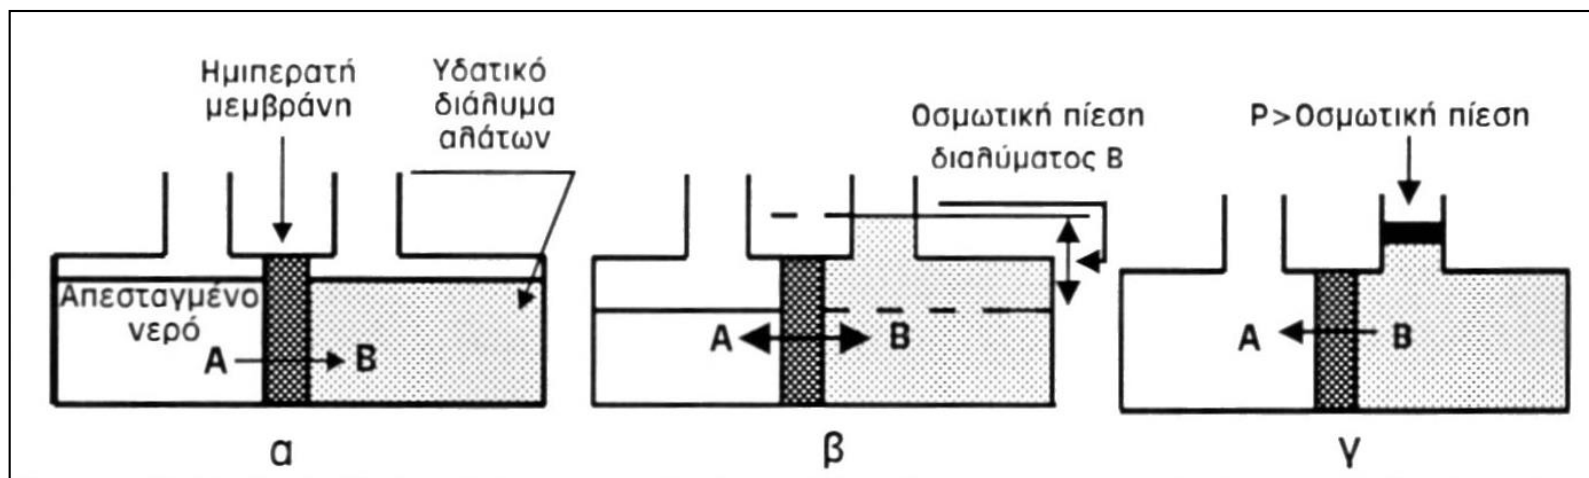 Ημιπερατή
μεμβράνη
Υδατικό
διάλυμα
αλάτων
Απεσταγμένο
νερό
Α
Β
α
Οσμωτική πίεση
διαλύματος Β
Α
Β
β
Ρ>Οσμωτική πίεση
Α
Β
γ